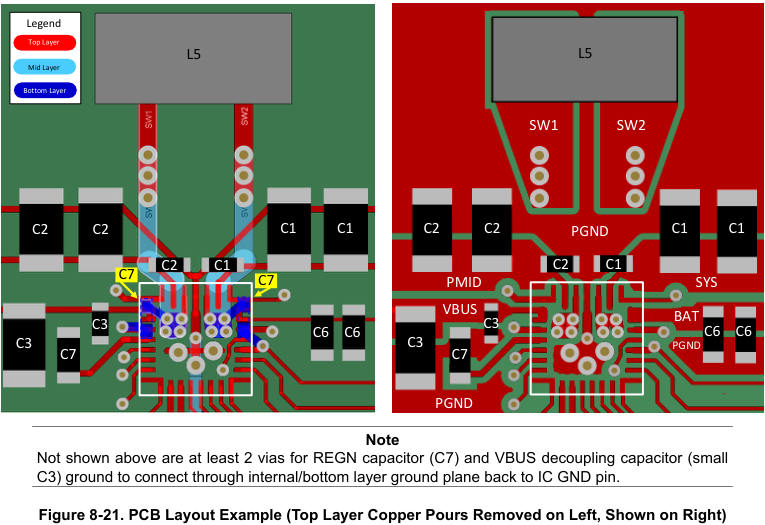 Legend
Top Layer
Mid Layer
Bottom Layer
L5
SW1
SW2
C2
C2
C1
C1
C2
C1
C7
C7
C3
C3
C7
C6
C6
L5
SW1
SW2
C2
C2
PGND
C1
C1
C2
C1
PMID
SYS
VBUS
BAT
C3
C3
C7
C6
C6
PGND
PGND
Note
Not shown above are at least 2 vias for REGN capacitor (C7) and VBUS decoupling capacitor (small
C3) ground to connect through internal/bottom layer ground plane back to IC GND pin.
Figure 8-21. PCB Layout Example (Top Layer Copper Pours Removed on Left, Shown on Right)